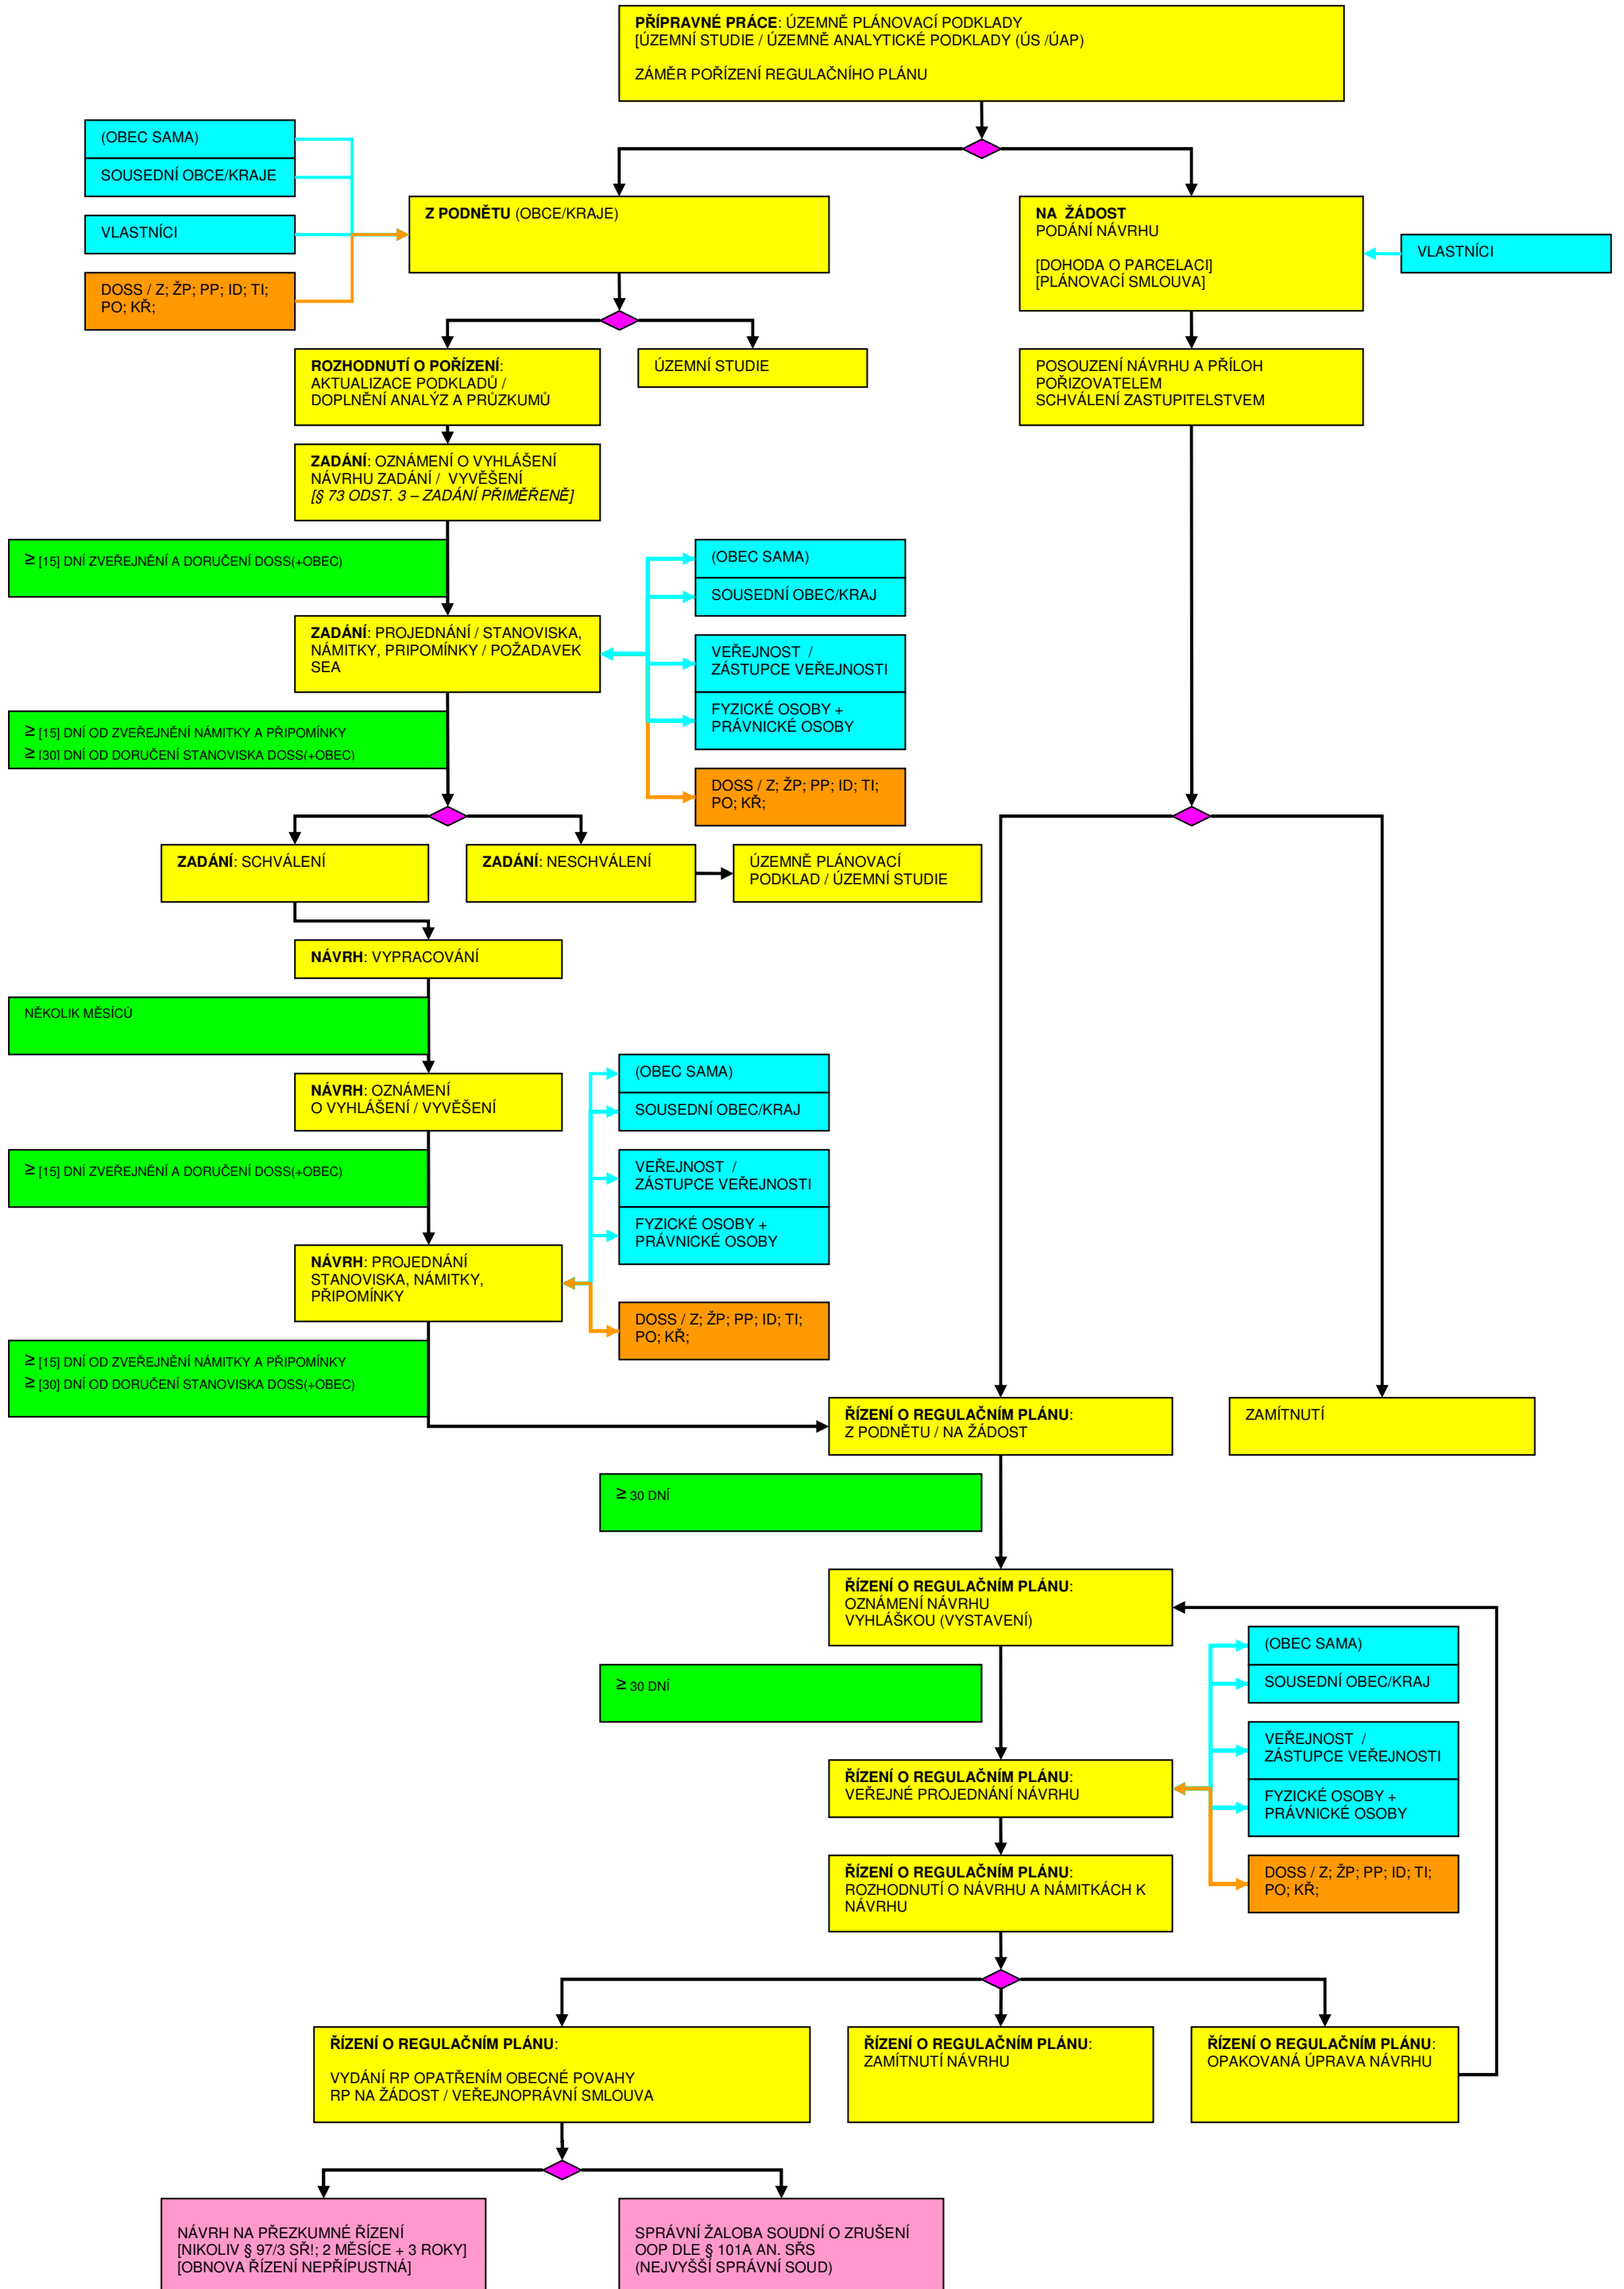 PŘÍPRAVNÉ PRÁCE: ÚZEMNĚ PLÁNOVACÍ PODKLADY
[ÚZEMNÍ STUDIE / ÚZEMNĚ ANALYTICKÉ PODKLADY (ÚS /ÚAP)
ZÁMĚR POŘÍZENÍ REGULAČNÍHO PLÁNU
(OBEC SAMA)
SOUSEDNÍ OBCE/KRAJE
VLASTNÍCI
DOSS / Z; ŽP; PP; ID; TI;
PO; KŘ;
Z PODNĚTU (OBCE/KRAJE)
NA ŽÁDOST
PODÁNÍ NÁVRHU
[DOHODA O PARCELACI]
[PLÁNOVACÍ SMLOUVA]
VLASTNÍCI
ROZHODNUTÍ O POŘÍZENÍ:
AKTUALIZACE PODKLADŮ /
DOPLNĚNÍ ANALÝZ A PRŮZKUMŮ
ÚZEMNÍ STUDIE
POSOUZENÍ NÁVRHU A PŘÍLOH
POŘIZOVATELEM
SCHVÁLENÍ ZASTUPITELSTVEM
ZADÁNÍ: OZNÁMENÍ O VYHLÁŠENÍ
NÁVRHU ZADÁNÍ / VYVĚŠENÍ
[§ 73 ODST. 3 – ZADÁNÍ PŘIMĚŘENĚ]
≥ [15] DNÍ ZVEŘEJNĚNÍ A DORUČENÍ DOSS(+OBEC)
(OBEC SAMA)
SOUSEDNÍ OBEC/KRAJ
ZADÁNÍ: PROJEDNÁNÍ / STANOVISKA,
NÁMITKY, PRIPOMÍNKY / POŽADAVEK
SEA
VEŘEJNOST /
ZÁSTUPCE VEŘEJNOSTI
FYZICKÉ OSOBY +
PRÁVNICKÉ OSOBY
≥ [15] DNÍ OD ZVEŘEJNĚNÍ NÁMITKY A PŘIPOMÍNKY
≥ [30] DNÍ OD DORUČENÍ STANOVISKA DOSS(+OBEC)
DOSS / Z; ŽP; PP; ID; TI;
PO; KŘ;
ZADÁNÍ: SCHVÁLENÍ
ZADÁNÍ: NESCHVÁLENÍ
ÚZEMNĚ PLÁNOVACÍ
PODKLAD / ÚZEMNÍ STUDIE
NÁVRH: VYPRACOVÁNÍ
NĚKOLIK MĚSÍCŮ
NÁVRH: OZNÁMENÍ
O VYHLÁŠENÍ / VYVĚŠENÍ
(OBEC SAMA)
SOUSEDNÍ OBEC/KRAJ
≥ [15] DNÍ ZVEŘEJNĚNÍ A DORUČENÍ DOSS(+OBEC)
VEŘEJNOST /
ZÁSTUPCE VEŘEJNOSTI
FYZICKÉ OSOBY +
PRÁVNICKÉ OSOBY
NÁVRH: PROJEDNÁNÍ
STANOVISKA, NÁMITKY,
PŘIPOMÍNKY
DOSS / Z; ŽP; PP; ID; TI;
PO; KŘ;
≥ [15] DNÍ OD ZVEŘEJNĚNÍ NÁMITKY A PŘIPOMÍNKY
≥ [30] DNÍ OD DORUČENÍ STANOVISKA DOSS(+OBEC)
ŘÍZENÍ O REGULAČNÍM PLÁNU:
Z PODNĚTU / NA ŽÁDOST
ZAMÍTNUTÍ
≥ 30 DNÍ
ŘÍZENÍ O REGULAČNÍM PLÁNU:
OZNÁMENÍ NÁVRHU
VYHLÁŠKOU (VYSTAVENÍ)
≥ 30 DNÍ
(OBEC SAMA)
SOUSEDNÍ OBEC/KRAJ
VEŘEJNOST /
ZÁSTUPCE VEŘEJNOSTI
FYZICKÉ OSOBY +
PRÁVNICKÉ OSOBY
ŘÍZENÍ O REGULAČNÍM PLÁNU:
VEŘEJNÉ PROJEDNÁNÍ NÁVRHU
DOSS / Z; ŽP; PP; ID; TI;
PO; KŘ;
ŘÍZENÍ O REGULAČNÍM PLÁNU:
ROZHODNUTÍ O NÁVRHU A NÁMITKÁCH K
NÁVRHU
ŘÍZENÍ O REGULAČNÍM PLÁNU:
VYDÁNÍ RP OPATŘENÍM OBECNÉ POVAHY
RP NA ŽÁDOST / VEŘEJNOPRÁVNÍ SMLOUVA
ŘÍZENÍ O REGULAČNÍM PLÁNU:
ZAMÍTNUTÍ NÁVRHU
ŘÍZENÍ O REGULAČNÍM PLÁNU:
OPAKOVANÁ ÚPRAVA NÁVRHU
NÁVRH NA PŘEZKUMNÉ ŘÍZENÍ
[NIKOLIV § 97/3 SŘ!; 2 MĚSÍCE + 3 ROKY]
[OBNOVA ŘÍZENÍ NEPŘÍPUSTNÁ]
SPRÁVNÍ ŽALOBA SOUDNÍ O ZRUŠENÍ
OOP DLE § 101A AN. SŘS
(NEJVYŠŠÍ SPRÁVNÍ SOUD)